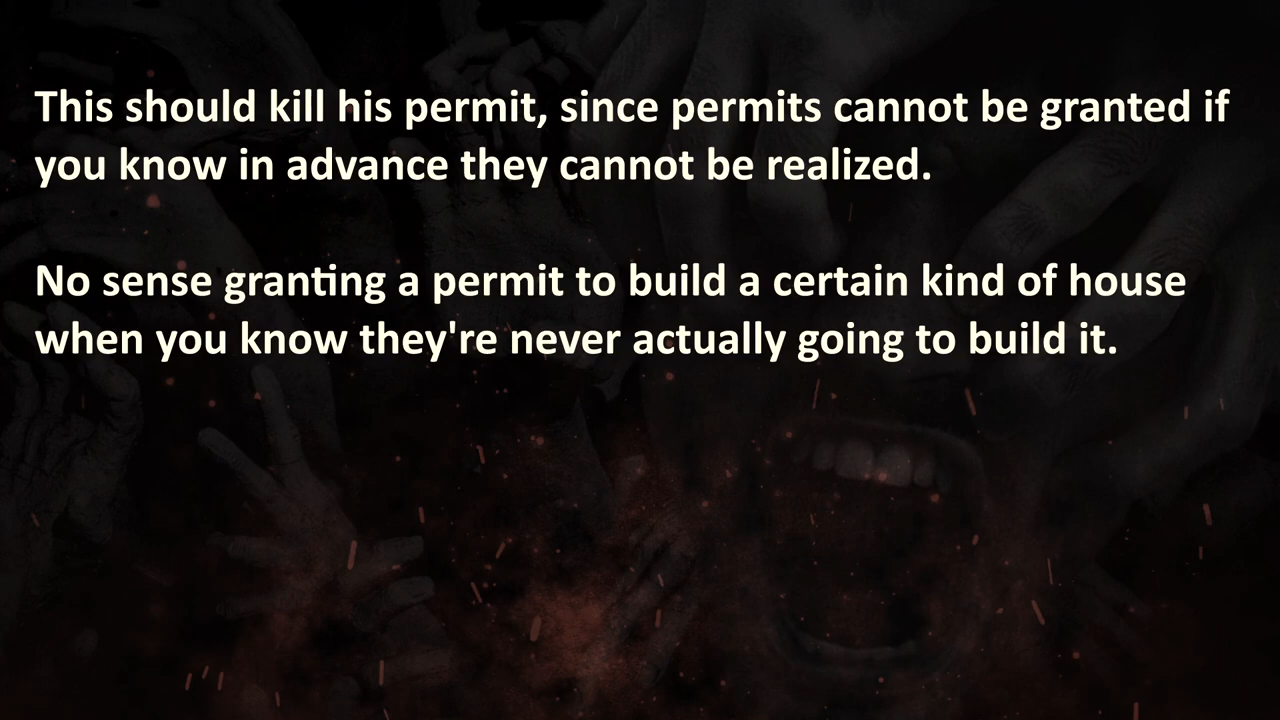 This should kill his permit, since permits cannot be granted if
you know in advance they cannot be realized.
No sense granting a permit to build a certain kind of house
when you know they're never actually going to build it.